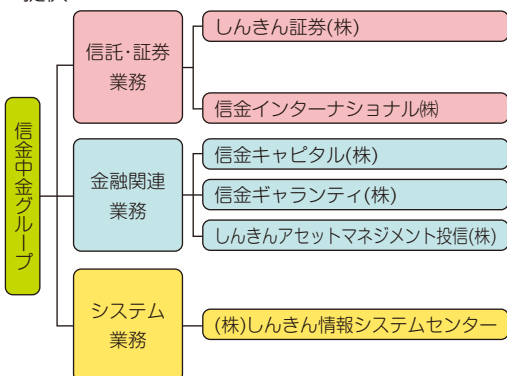 信託・証券
業務
しんきん証券(株)
信金インターナショナル㈱
信金中金グループ
金融関連
業務
信金キャピタル(株)
信金ギャランティ(株)
しんきんアセットマネジメント投信(株)
システム
業務
(株)しんきん情報システムセンター